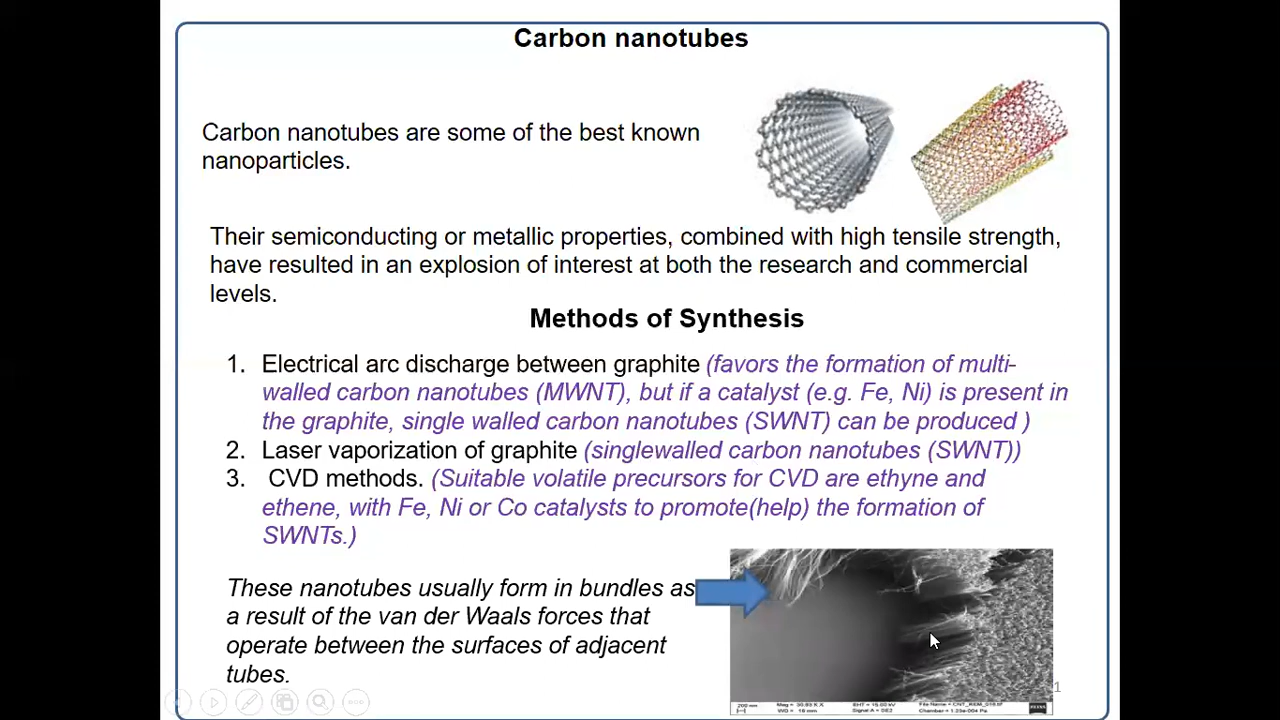 Carbon nanotubes
Carbon nanotubes are some of the best known
nanoparticles.
Their semiconducting or metallic properties, combined with high tensile strength,
have resulted in an explosion of interest at both the research and commercial
levels.
Methods of Synthesis
1. Electrical arc discharge between graphite (favors the formation of multi-
walled carbon nanotubes (MWNT), but if a catalyst (e.g. Fe, Ni) is present in
the graphite, single walled carbon nanotubes (SWNT) can be produced )
2. Laser vaporization of graphite (singlewalled carbon nanotubes (SWNT))
3. CVD methods. (Suitable volatile precursors for CVD are ethyne and
ethene, with Fe, Ni or Co catalysts to promote(help) the formation of
SWNTs.)
These nanotubes usually form in bundles as
a result of the van der Waals forces that
operate between the surfaces of adjacent
tubes.
1
200 nm